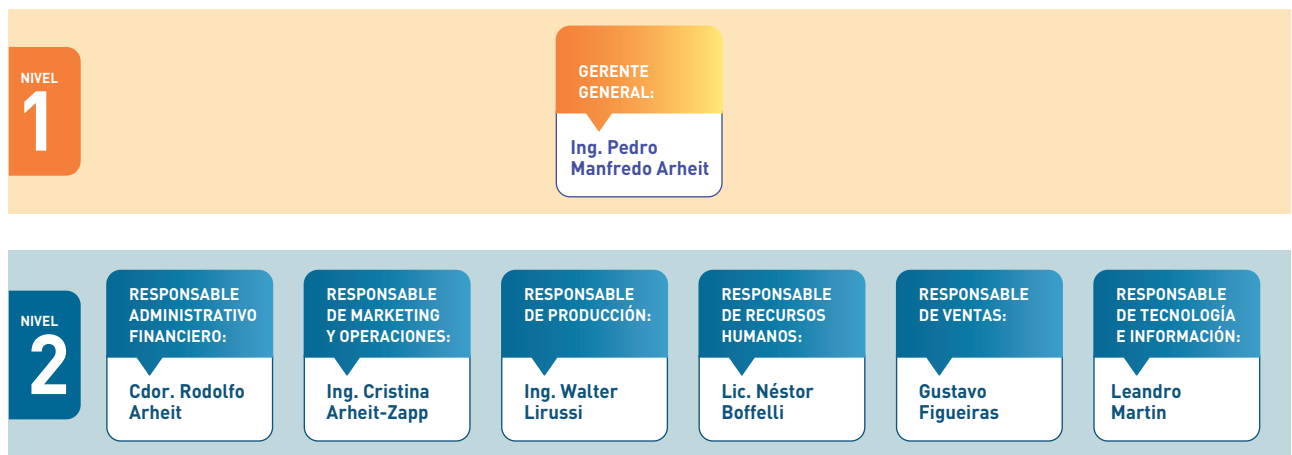 NIVEL
1
GERENTE
GENERAL:
Ing. Pedro
Manfredo Arheit
NIVEL
2
RESPONSABLE
ADMINISTRATIVO
FINANCIERO:
Cdor. Rodolfo
Arheit
RESPONSABLE
DE MARKETING
Y OPERACIONES:
Ing. Cristina
Arheit-Zapp
RESPONSABLE
DE PRODUCCIÓN:
Ing. Walter
Lirussi
RESPONSABLE
DE RECURSOS
HUMANOS:
Lic. Néstor
Boffelli
RESPONSABLE
DE VENTAS:
Gustavo
Figueiras
RESPONSABLE
DE TECNOLOGÍA
E INFORMACIÓN:
Leandro
Martin